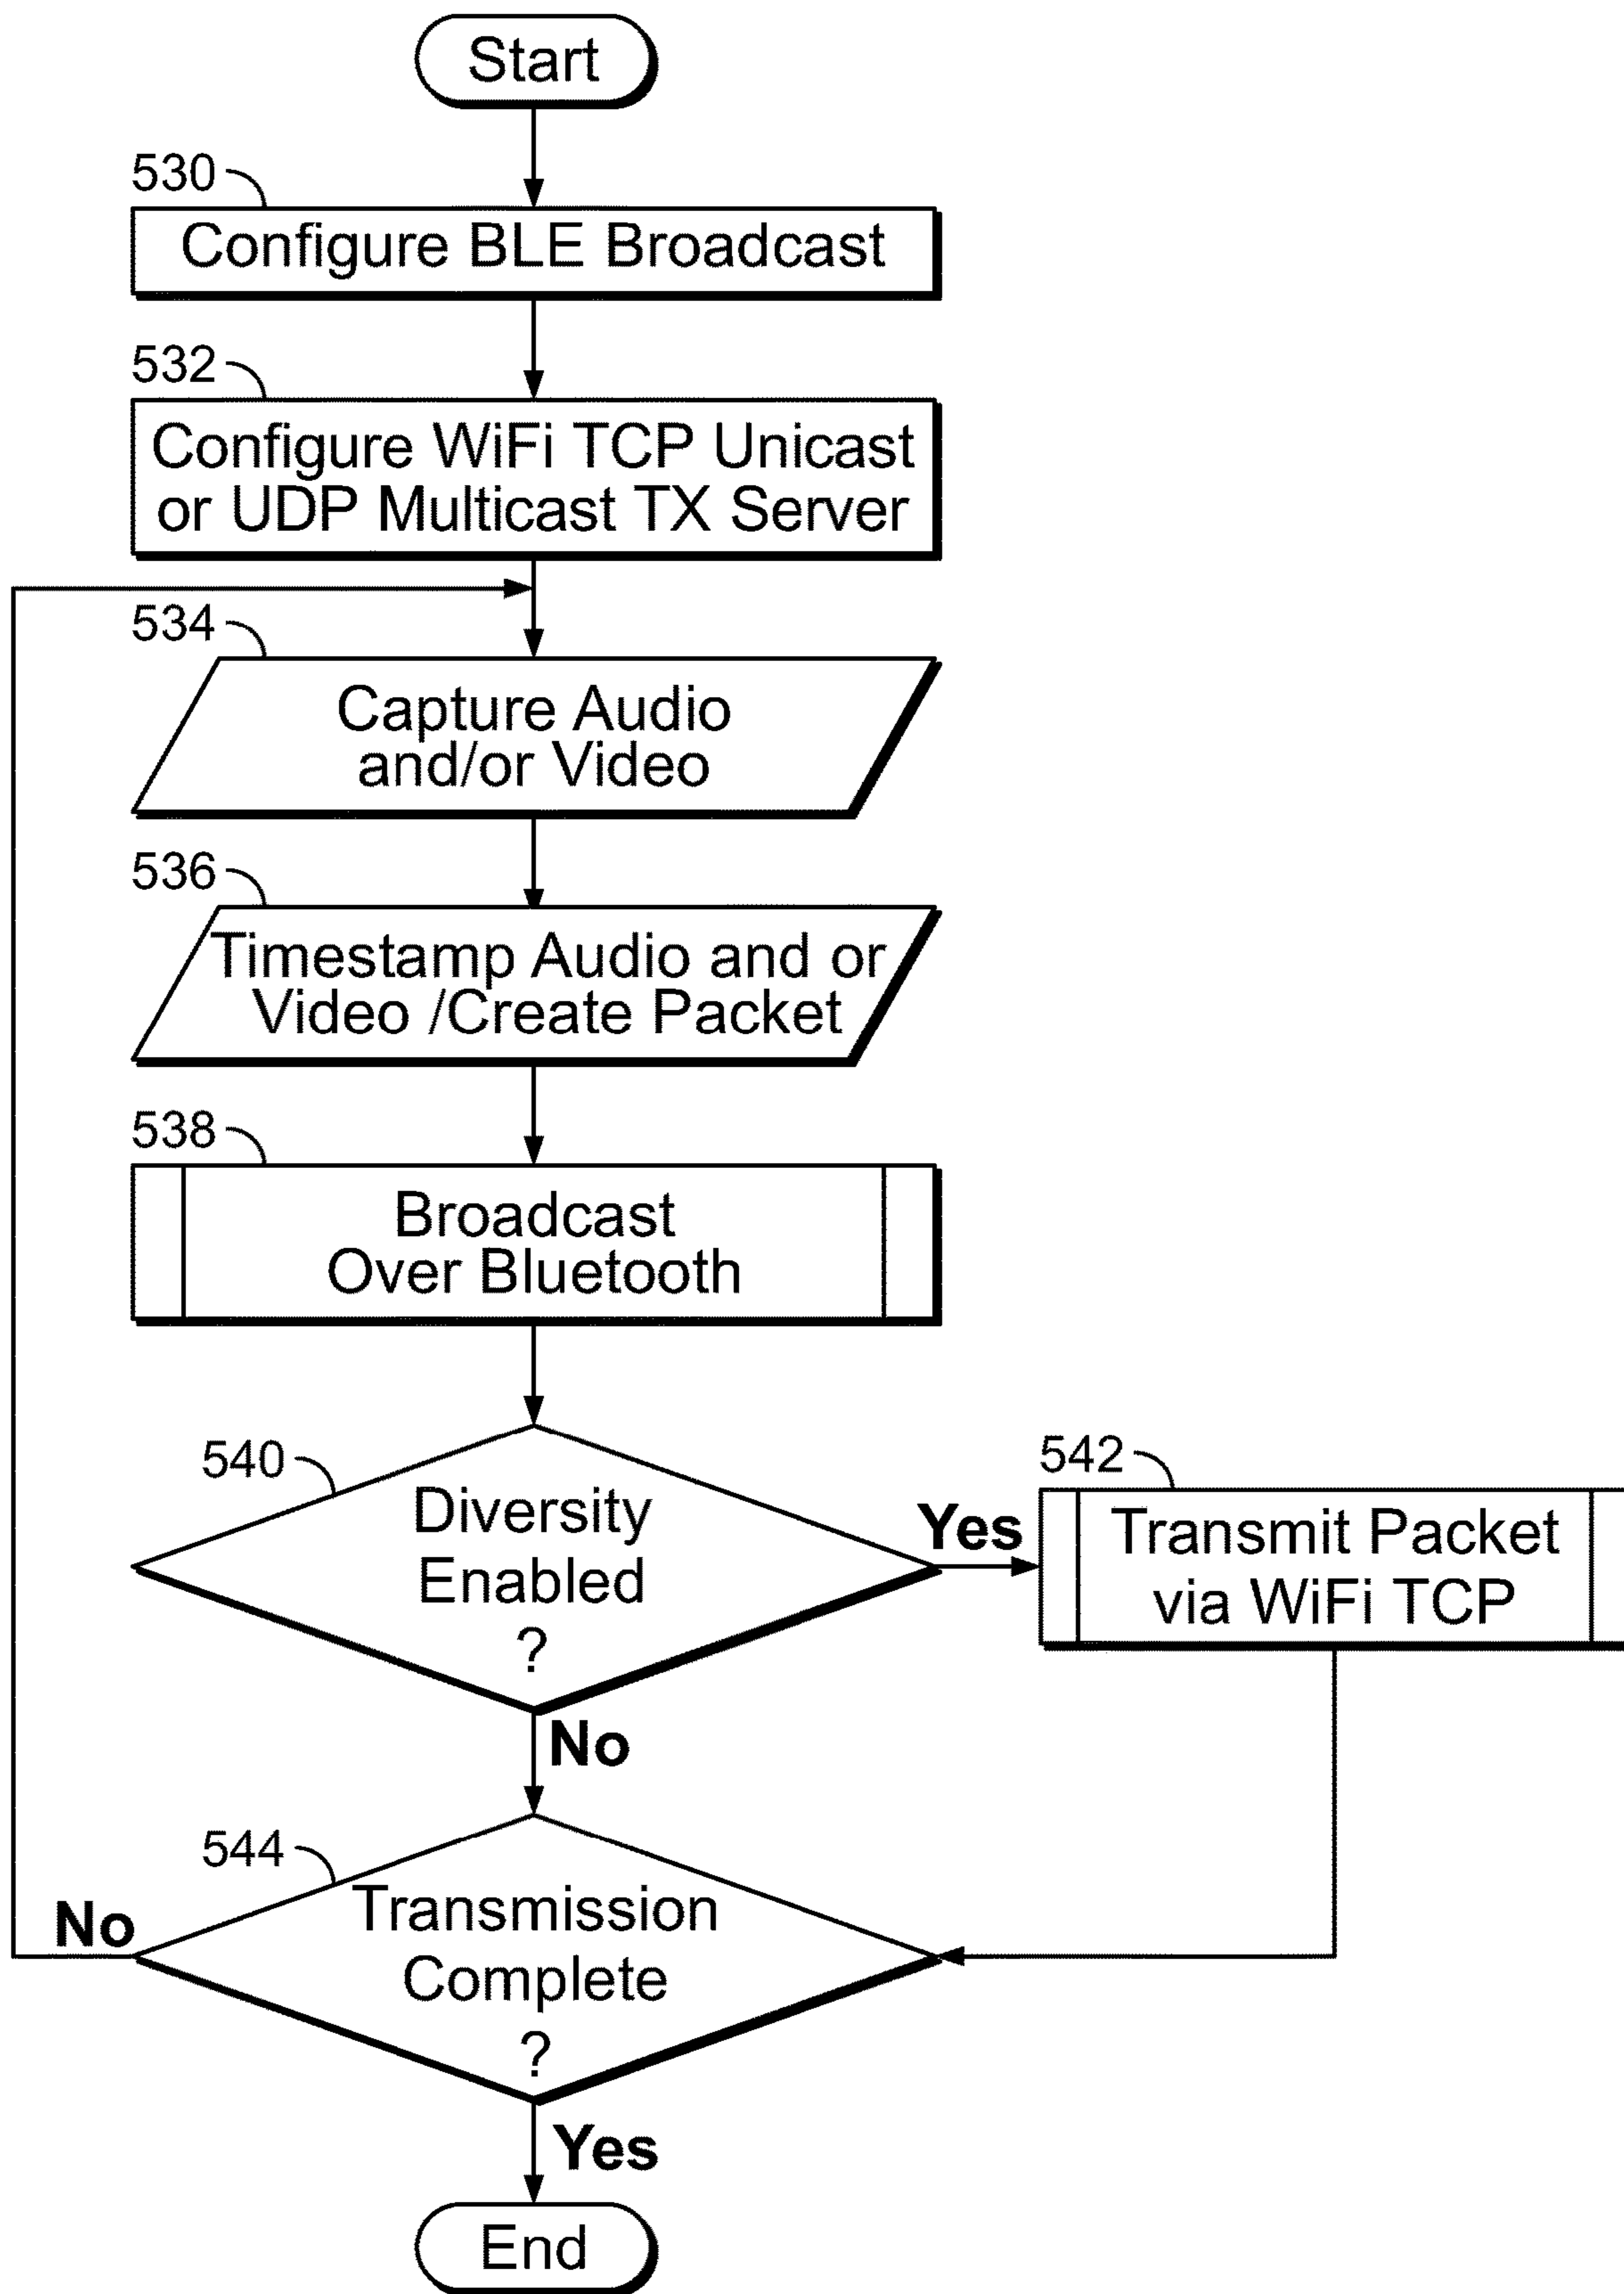 Start
530
Configure BLE Broadcast
532
Configure WiFi TCP Unicast
or UDP Multicast TX Server
534
Capture Audio
and/or Video
536
Timestamp Audio and or
Video /Create Packet
538
Broadcast
Over Bluetooth
540
Diversity
Enabled
?
Yes
542
Transmit Packet
via WiFi TCP
No
544
Transmission
Complete
?
No
Yes
End